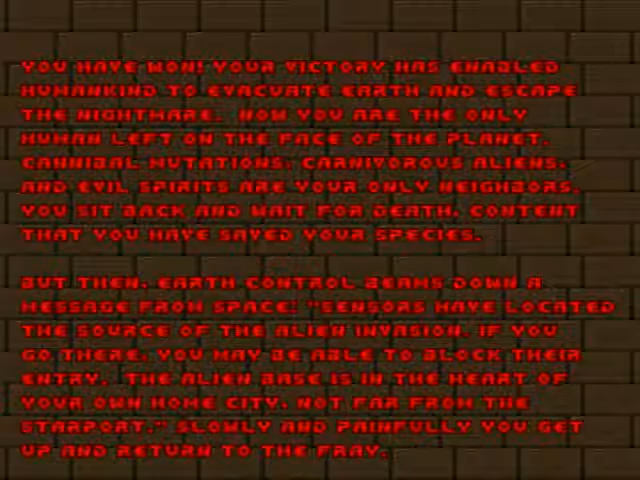 YOU HAVE WON! YOUR VICTORY HAS ENABLED
HUMANKIND TO EVACUATE EARTH AND ESCAPE
THE NIGHTMARE. NOW YOU ARE THE ONLY
HUMAN LEFT ON THE FACE OF THE PLANET.
CANNIBAL MUTATIONS, CARNIVOROUS ALIENS,
AND EVIL SPIRITS ARE YOUR ONLY NEIGHBORS.
YOU SIT BACK AND WAIT FOR DEATH, CONTENT
THAT YOU HAVE SAVED YOUR SPECIES.
BUT THEN, EARTH CONTROL BEAMS DOWN A
MESSAGE FROM SPACE: "SENSORS HAVE LOCATED
THE SOURCE OF THE ALIEN INVASION. IF YOU
GO THERE, YOU MAY BE ABLE TO BLOCK THEIR
ENTRY. THE ALIEN BASE IS IN THE HEART OF
YOUR OWN HOME CITY, NOT FAR FROM THE
STARPORT." SLOWLY AND PAINFULLY YOU GET
UP AND RETURN TO THE FRAY.